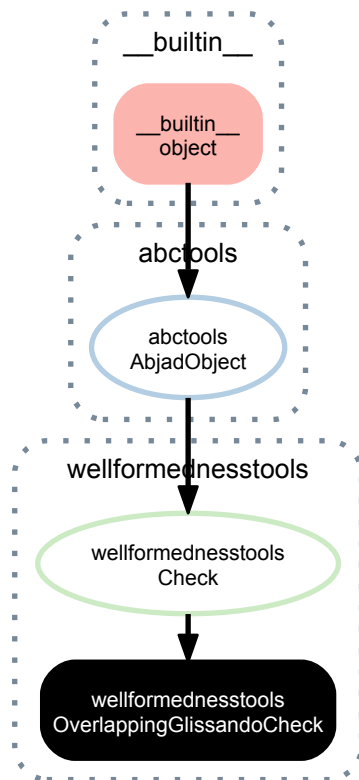 __builtin__
__builtin__
object
abctools
abctools
AbjadObject
wellformednesstools
wellformednesstools
Check
wellformednesstools
OverlappingGlissandoCheck